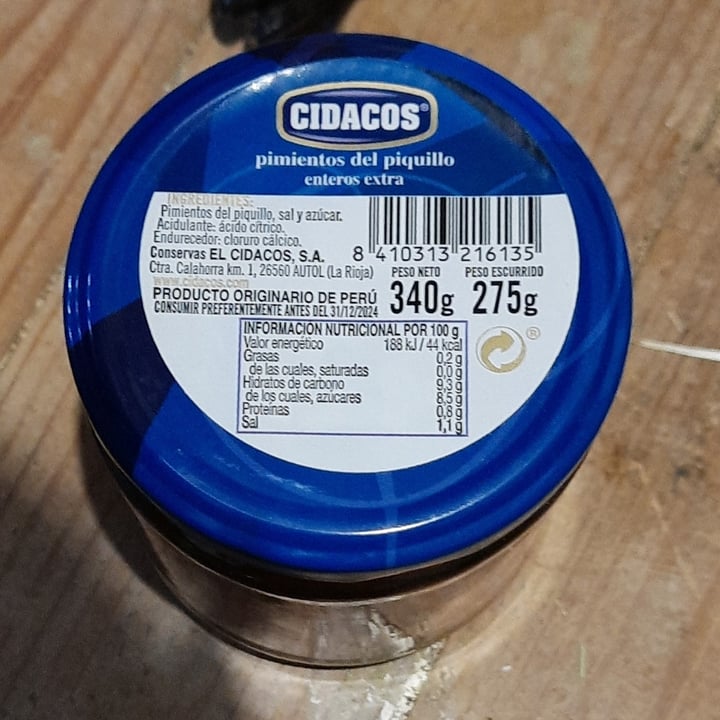 CIDACOS®
pimientos del piquillo
enteros extra
INGREDIENTES:
Pimientos del piquillo, sal y azúcar.
Acidulante: ácido cítrico.
Endurecedor: cloruro cálcico.
Conservas EL CIDACOS, S.A.
Ctra. Calahorra km. 1, 26560 AUTOL (La Rioja)
www.cidacos.com
PRODUCTO ORIGINARIO DE PERÚ
CONSUMIR PREFERENTEMENTE ANTES DEL 31/12/2024
8 410313 216135
PESO NETO PESO ESCURRIDO
340g 275g
INFORMACION NUTRICIONAL POR 100 g
Valor energético 188 kJ / 44 kcal
Grasas 0,2 g
de las cuales, saturadas 0,0 g
Hidratos de carbono 9,3 g
de los cuales, azúcares 8,5 g
Proteinas 0,8 g
Sal 1,1 g
®